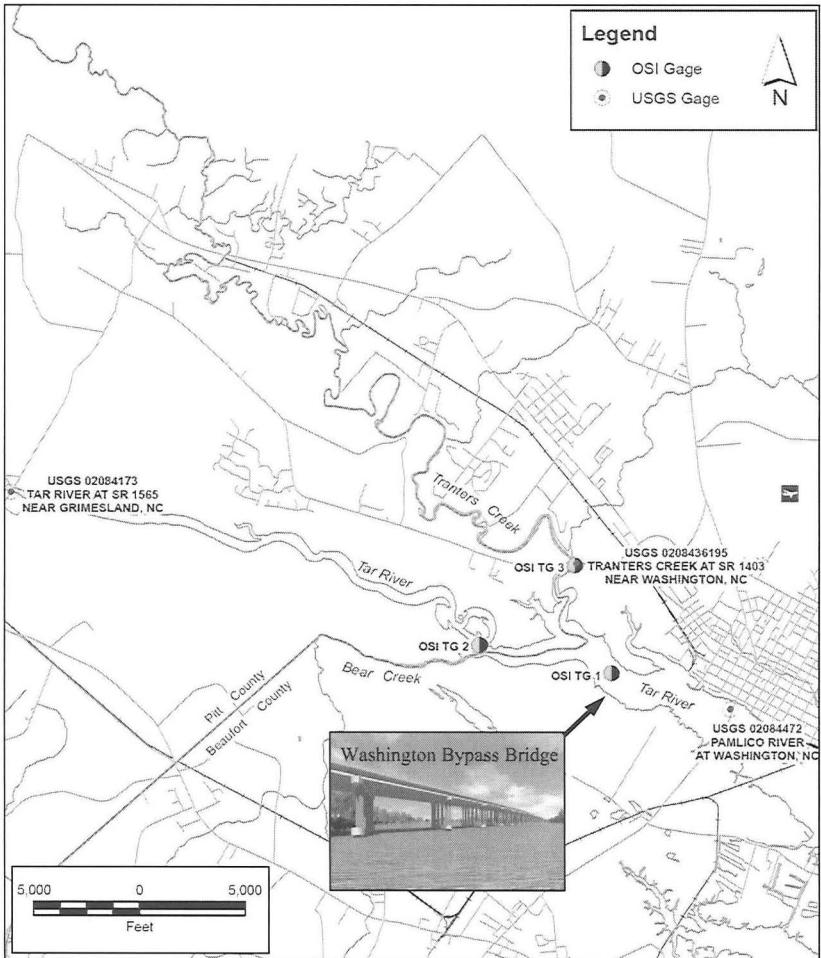 Legend
OSI Gage
USGS Gage
N
USGS 02084173
TAR RIVER AT SR 1565
NEAR GRIMESLAND, NC
Tranters Creek
USGS 0208436195
TRANTERS CREEK AT SR 1403
NEAR WASHINGTON, NC
OSI TG 3
Tar River
OSI TG 2
Bear Creek
OSI TG 1
Tar River
Pitt County
Beaufort County
USGS 02084472
PAMLICO RIVER
AT WASHINGTON, NC
Washington Bypass Bridge
5,000 0 5,000
Feet